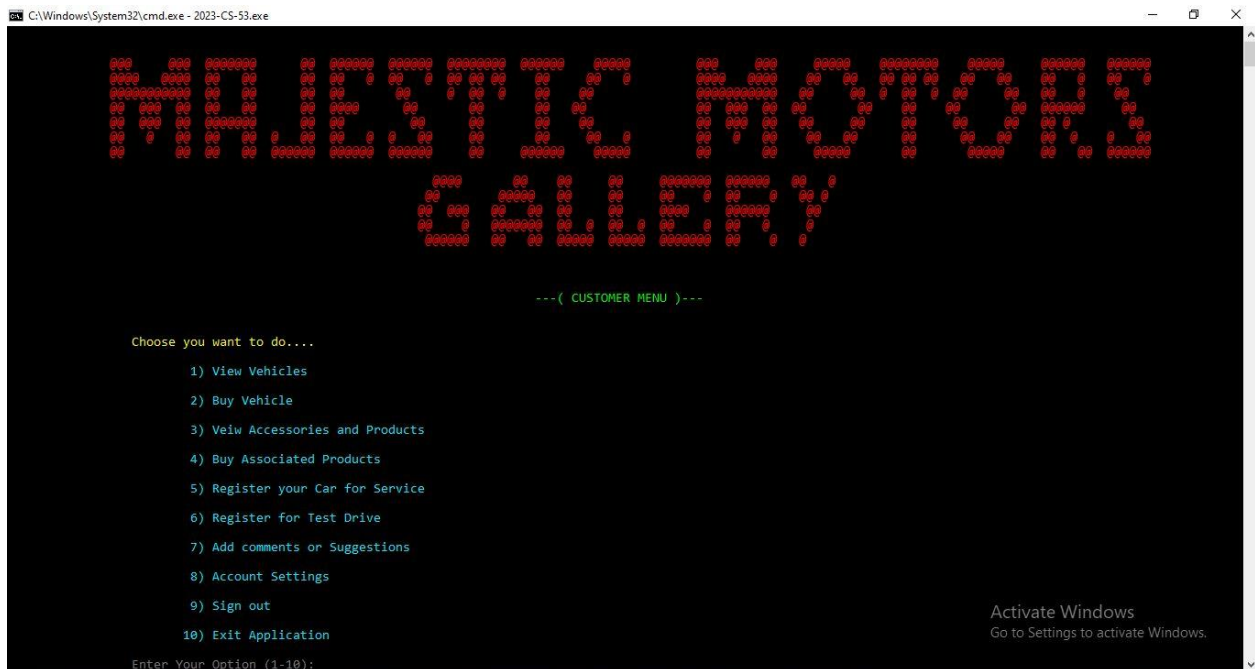 C:\Windows\System32\cmd.exe - 2023-CS-53.exe
MAJESTIC MOTORS
GALLERY
---( CUSTOMER MENU )---
Choose you want to do....
1) View Vehicles
2) Buy Vehicle
3) Veiw Accessories and Products
4) Buy Associated Products
5) Register your Car for Service
6) Register for Test Drive
7) Add comments or Suggestions
8) Account Settings
9) Sign out
10) Exit Application
Enter Your Option (1-10):
Activate Windows
Go to Settings to activate Windows.